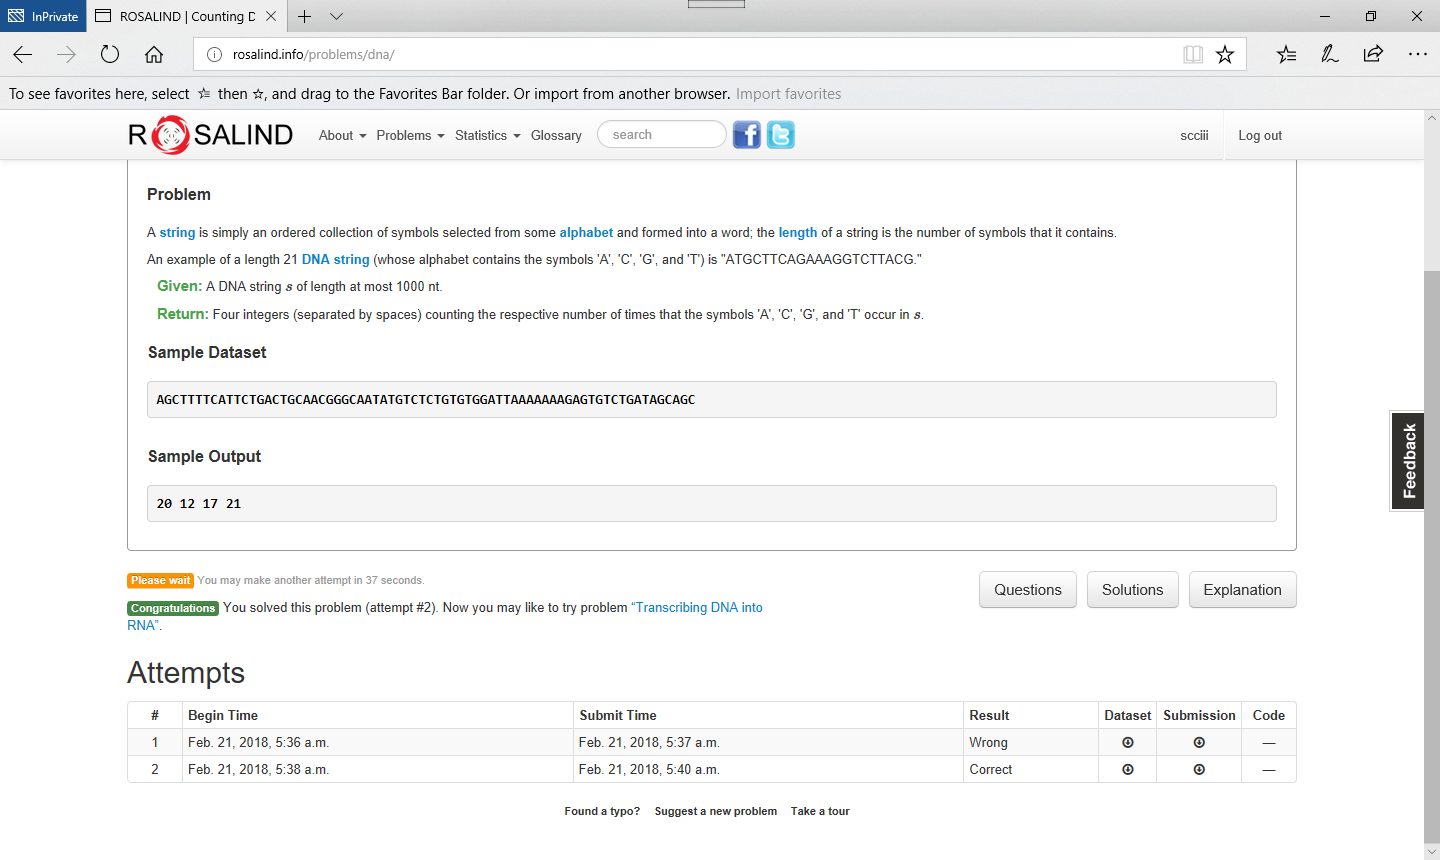 InPrivate
ROSALIND | Counting D
rosalind.info/problems/dna/
To see favorites here, select then ☆, and drag to the Favorites Bar folder. Or import from another browser. Import favorites
ROSALIND About Problems Statistics Glossary search scciii Log out
Problem
A string is simply an ordered collection of symbols selected from some alphabet and formed into a word; the length of a string is the number of symbols that it contains.
An example of a length 21 DNA string (whose alphabet contains the symbols 'A', 'C', 'G', and 'T') is "ATGCTTCAGAAAGGTCTTACG."
Given: A DNA string s of length at most 1000 nt.
Return: Four integers (separated by spaces) counting the respective number of times that the symbols 'A', 'C', 'G', and 'T' occur in s.
Sample Dataset
AGCTTTTCATTCTGACTGCAACGGGCAATATGTCTCTGTGTGGATTAAAAAAAGAGTGTCTGATAGCAGC
Sample Output
20 12 17 21
Feedback
Please wait You may make another attempt in 37 seconds.
Congratulations You solved this problem (attempt #2). Now you may like to try problem “Transcribing DNA into
RNA”.
Questions Solutions Explanation
Attempts
# Begin Time Submit Time Result Dataset Submission Code
1 Feb. 21, 2018, 5:36 a.m. Feb. 21, 2018, 5:37 a.m. Wrong —
2 Feb. 21, 2018, 5:38 a.m. Feb. 21, 2018, 5:40 a.m. Correct —
Found a typo? Suggest a new problem Take a tour